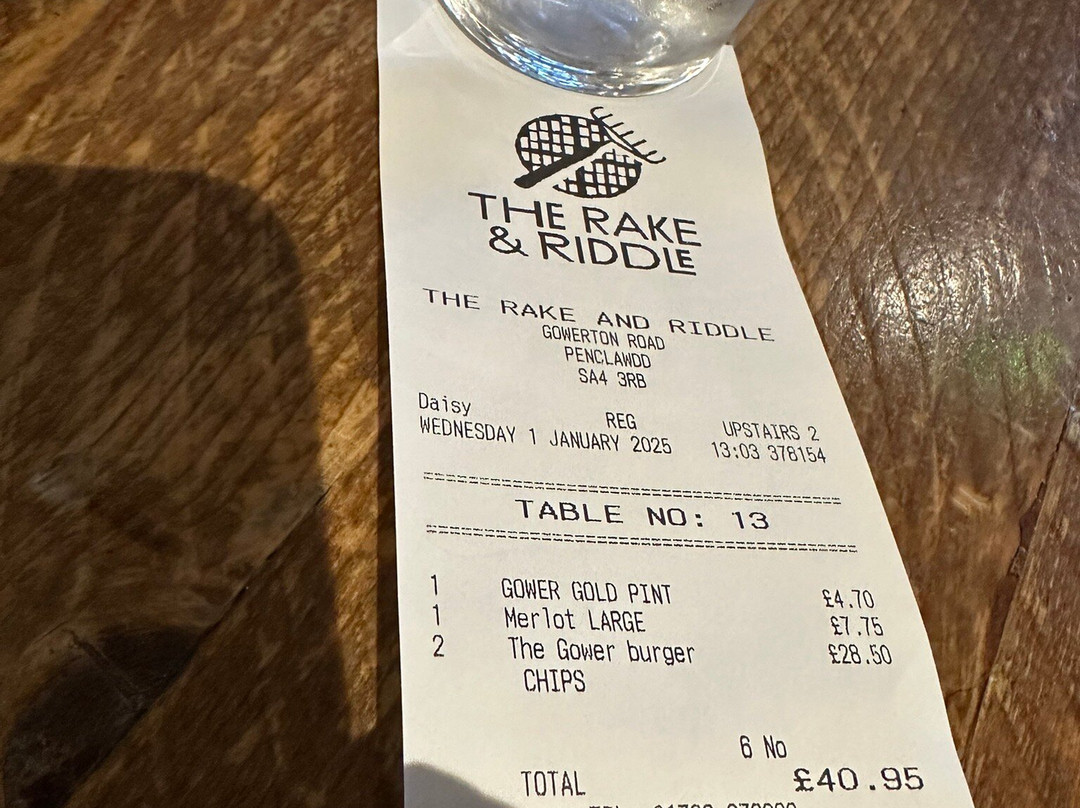 THE RAKE
& RIDDLE
THE RAKE AND RIDDLE
GOWERTON ROAD
PENCLAWDD
SA4 3RB
Daisy REG UPSTAIRS 2
WEDNESDAY 1 JANUARY 2025 13:03 378154
TABLE NO: 13
1 GOWER GOLD PINT £4.70
1 Merlot LARGE £7.75
2 The Gower burger £28.50
CHIPS
6 No
TOTAL £40.95